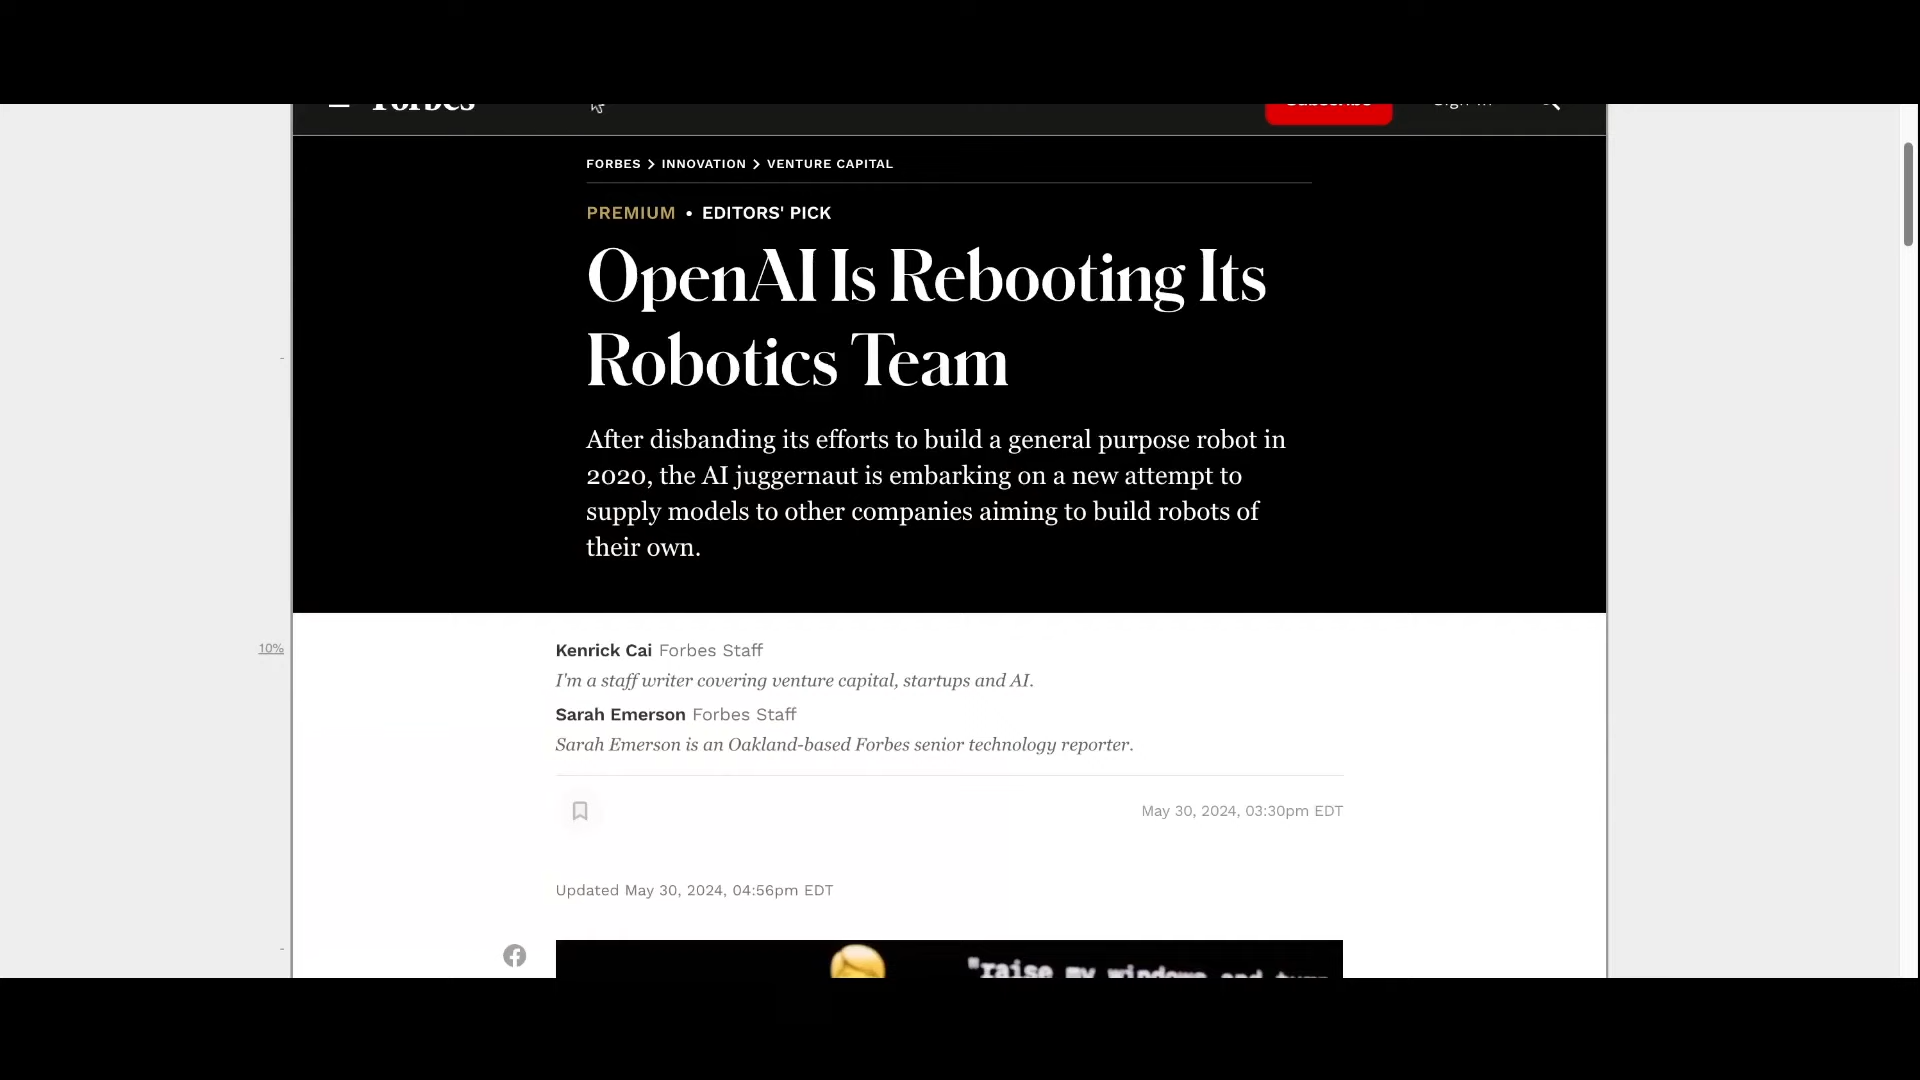 Forbes
Subscribe
Sign In
FORBES > INNOVATION > VENTURE CAPITAL
PREMIUM • EDITORS' PICK
OpenAI Is Rebooting Its
Robotics Team
After disbanding its efforts to build a general purpose robot in
2020, the AI juggernaut is embarking on a new attempt to
supply models to other companies aiming to build robots of
their own.
10%
Kenrick Cai Forbes Staff
I'm a staff writer covering venture capital, startups and AI.
Sarah Emerson Forbes Staff
Sarah Emerson is an Oakland-based Forbes senior technology reporter.
May 30, 2024, 03:30pm EDT
Updated May 30, 2024, 04:56pm EDT
"raise my windows and turn